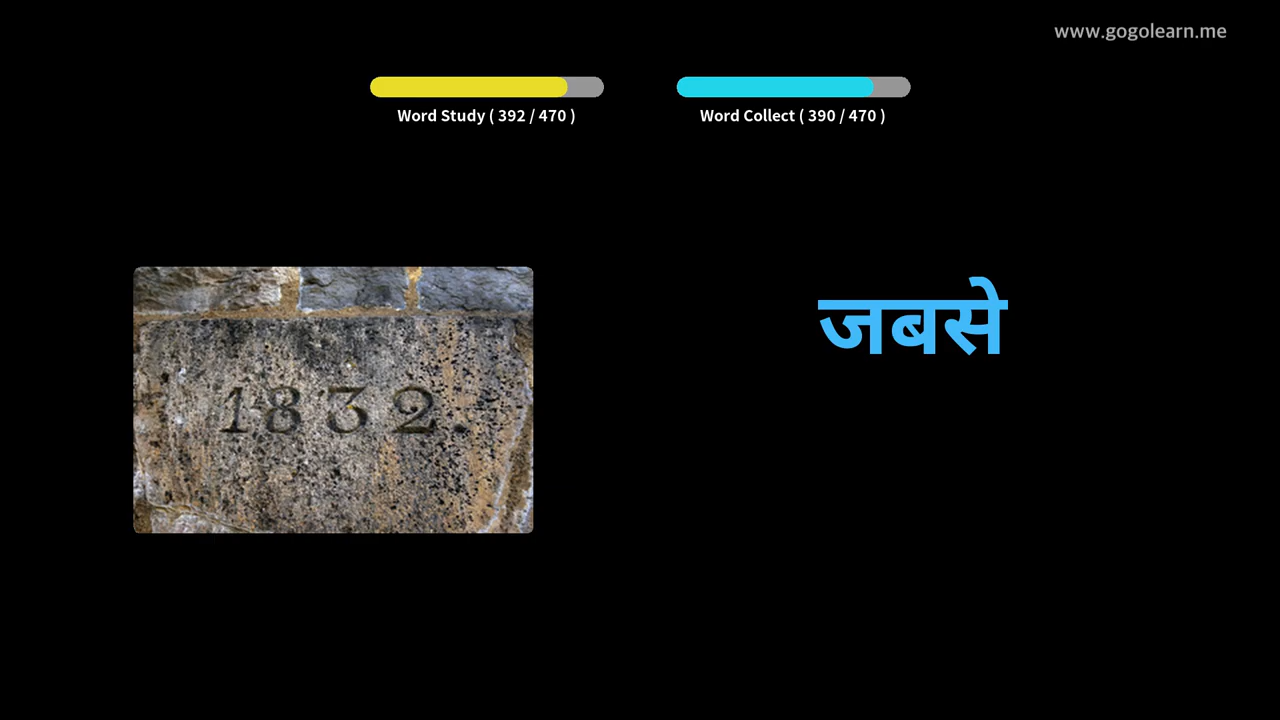 www.gogolearn.me
Word Study ( 392 / 470 )
Word Collect ( 390 / 470 )
1832.
जबसे